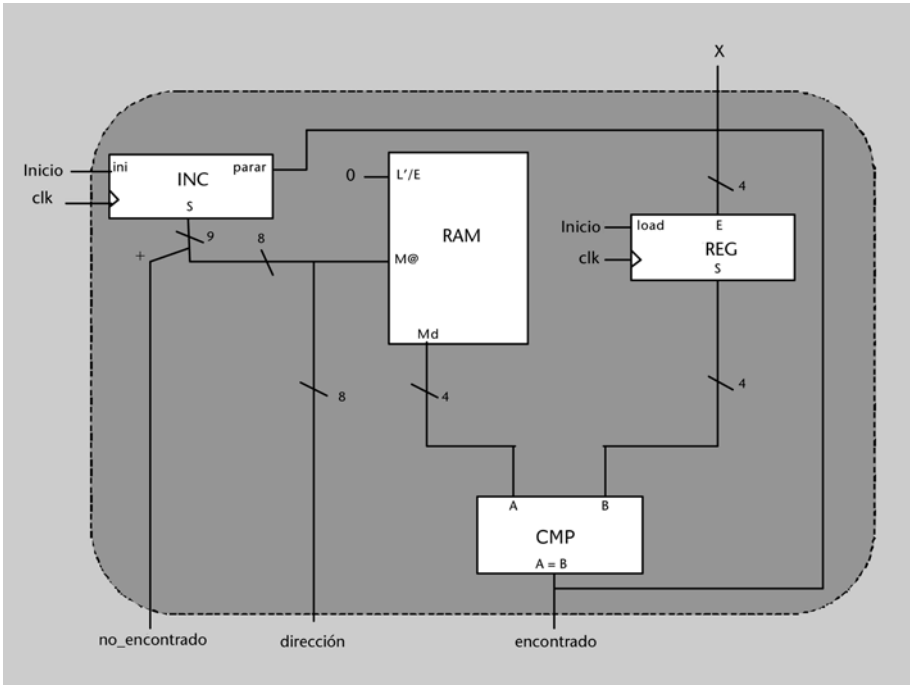 X
Inicio
clk
ini
parar
INC
S
9
+
8
0
L'/E
RAM
M@
Md
4
Inicio
clk
load
E
REG
S
8
4
4
A
B
CMP
A = B
no_encontrado
dirección
encontrado